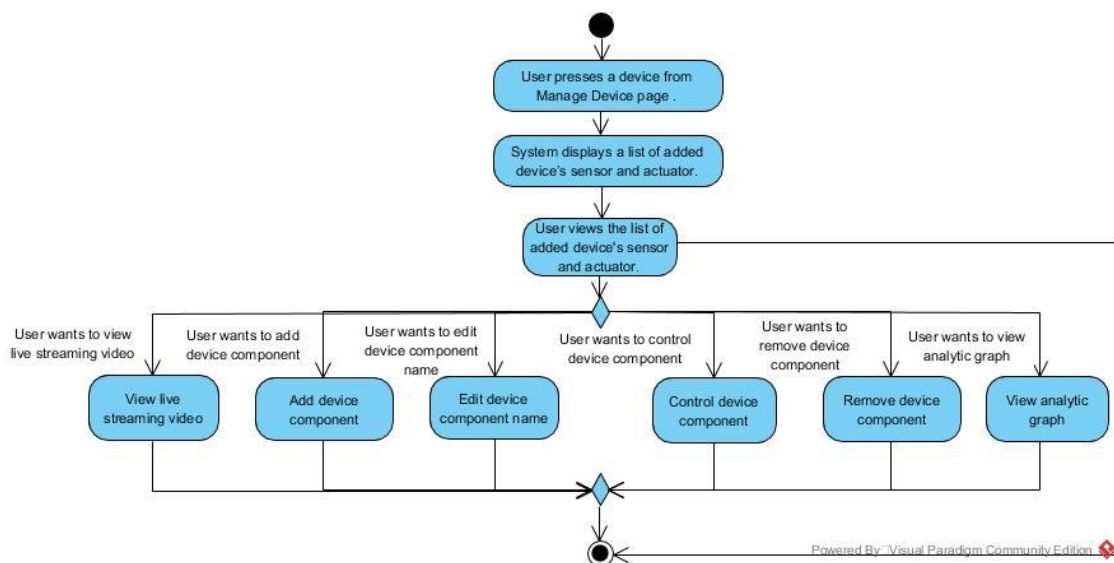 User presses a device from
Manage Device page .
System displays a list of added
device's sensor and actuator.
User views the list of
added device's sensor
and actuator.
User wants to view
live streaming video
User wants to add
device component
User wants to edit
device component
name
User wants to control
device component
User wants to
remove device
component
User wants to view
analytic graph
View live
streaming video
Add device
component
Edit device
component name
Control device
component
Remove device
component
View analytic
graph
Powered By Visual Paradigm Community Edition